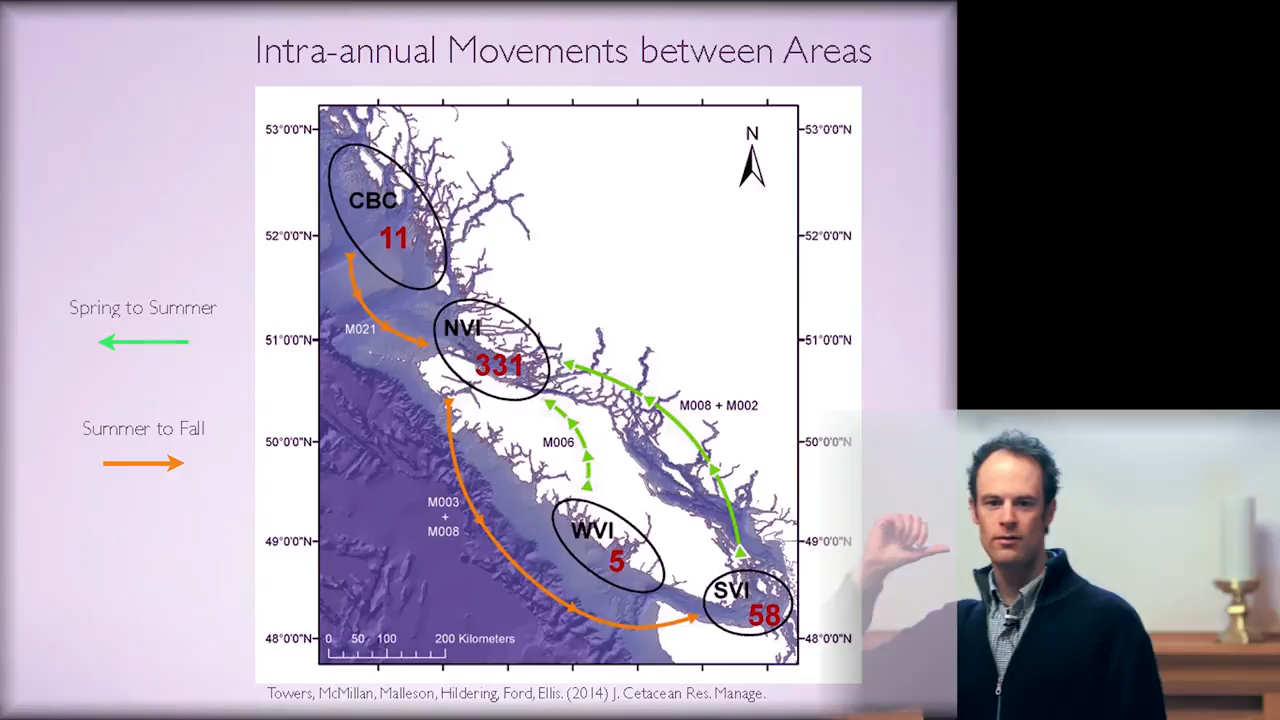 Intra-annual Movements between Areas
53°0'0"N
53°0'0"N
N
CBC
11
52°0'0"N
52°0'0"N
Spring to Summer
M021
NVI
331
51°0'0"N
51°0'0"N
M008 + M002
Summer to Fall
M006
50°0'0"N
50°0'0"N
M003
+
M008
WVI
5
49°0'0"N
49°0'0"N
SVI
58
48°0'0"N
48°0'0"N
0 50 100 200 Kilometers
Towers, McMillan, Malleson, Hildering, Ford, Ellis. (2014) J. Cetacean Res. Manage.